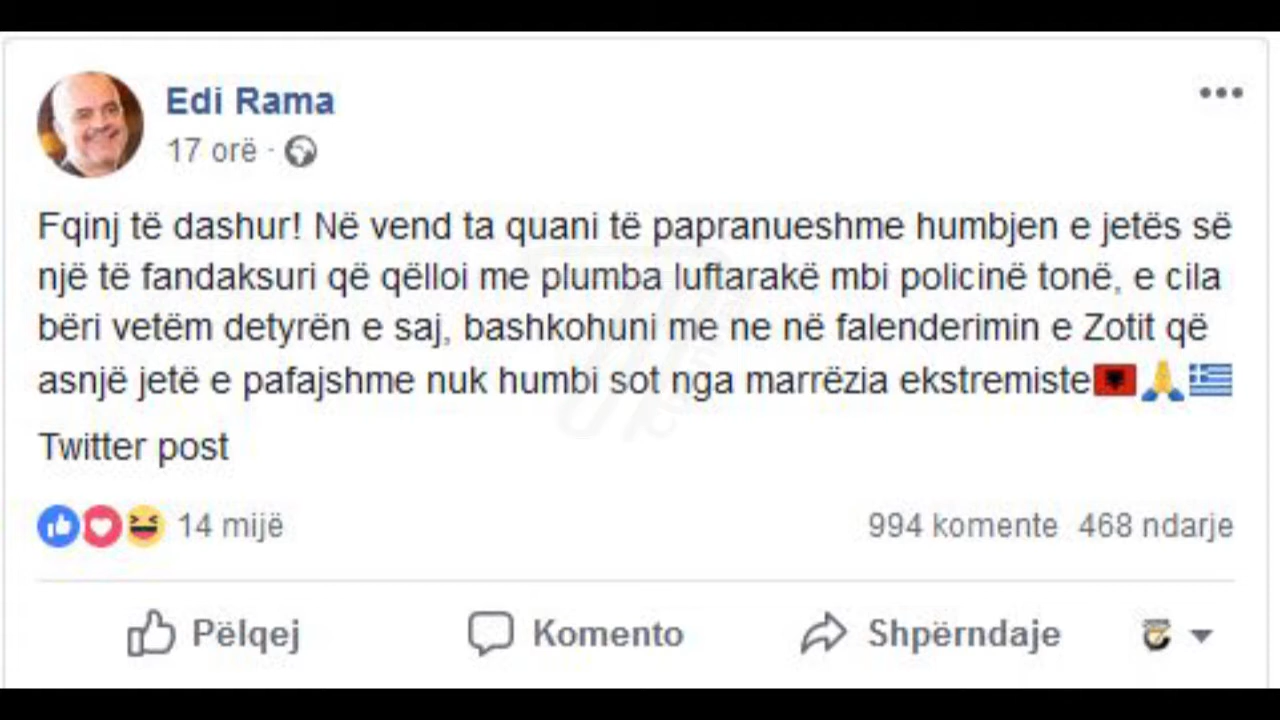 Edi Rama
17 orë ·
Fqinj të dashur! Në vend ta quani të papranueshme humbjen e jetës së
një të fandaksuri që qëlloi me plumba luftarakë mbi policinë tonë, e cila
bëri vetëm detyrën e saj, bashkohuni me ne në falenderimin e Zotit që
asnjë jetë e pafajshme nuk humbi sot nga marrëzia ekstremiste🇦🇱🙏🇬🇷
Twitter post
14 mijë 994 komente 468 ndarje
Pëlqej Komento Shpërndaje